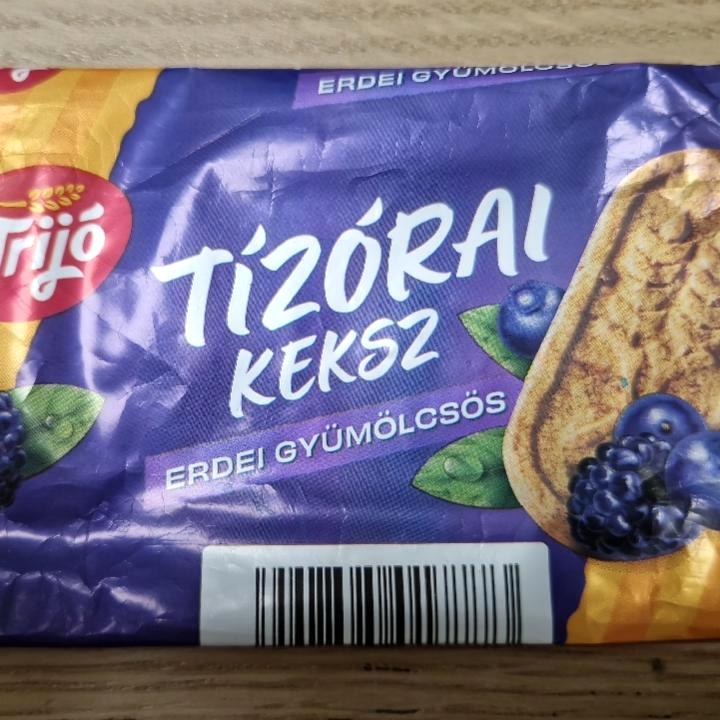 ERDEI GYÜMÖLCSÖS
Trijó
TÍZÓRAI
KEKSZ
ERDEI GYÜMÖLCSÖS